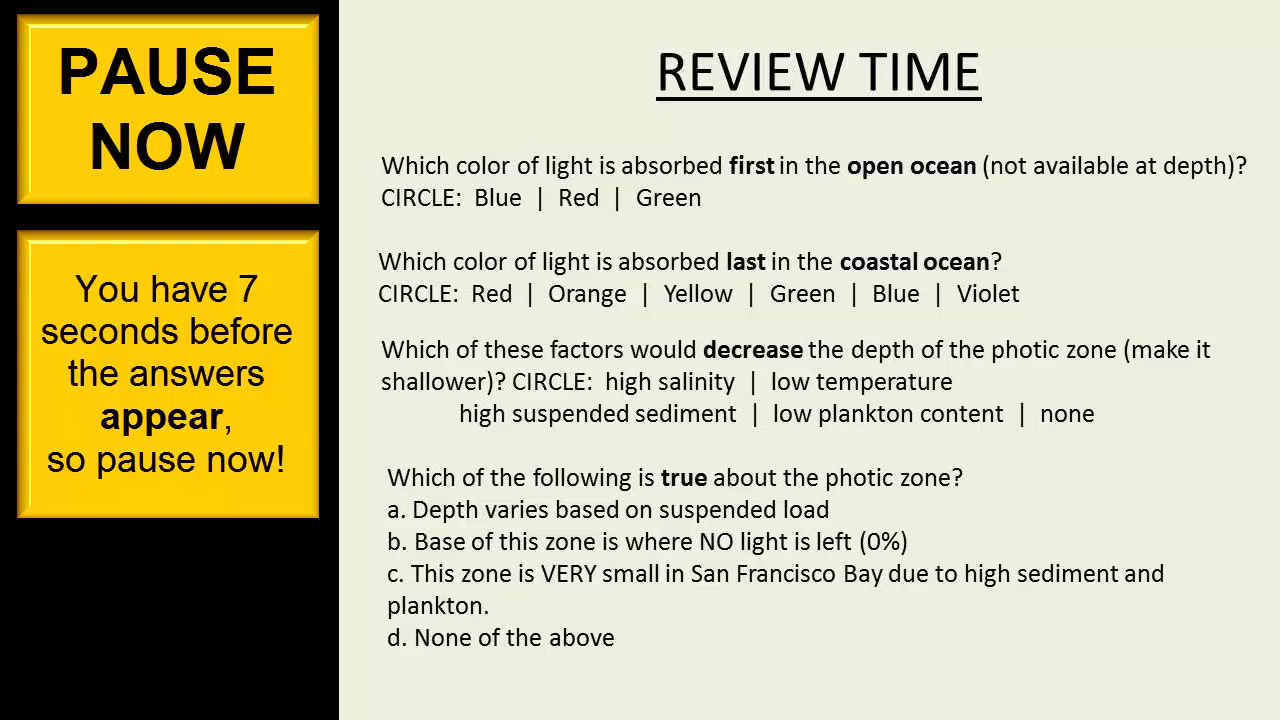 PAUSE
NOW
You have 7
seconds before
the answers
appear,
so pause now!
REVIEW TIME
Which color of light is absorbed first in the open ocean (not available at depth)?
CIRCLE: Blue | Red | Green
Which color of light is absorbed last in the coastal ocean?
CIRCLE: Red | Orange | Yellow | Green | Blue | Violet
Which of these factors would decrease the depth of the photic zone (make it
shallower)? CIRCLE: high salinity | low temperature
high suspended sediment | low plankton content | none
Which of the following is true about the photic zone?
a. Depth varies based on suspended load
b. Base of this zone is where NO light is left (0%)
c. This zone is VERY small in San Francisco Bay due to high sediment and
plankton.
d. None of the above